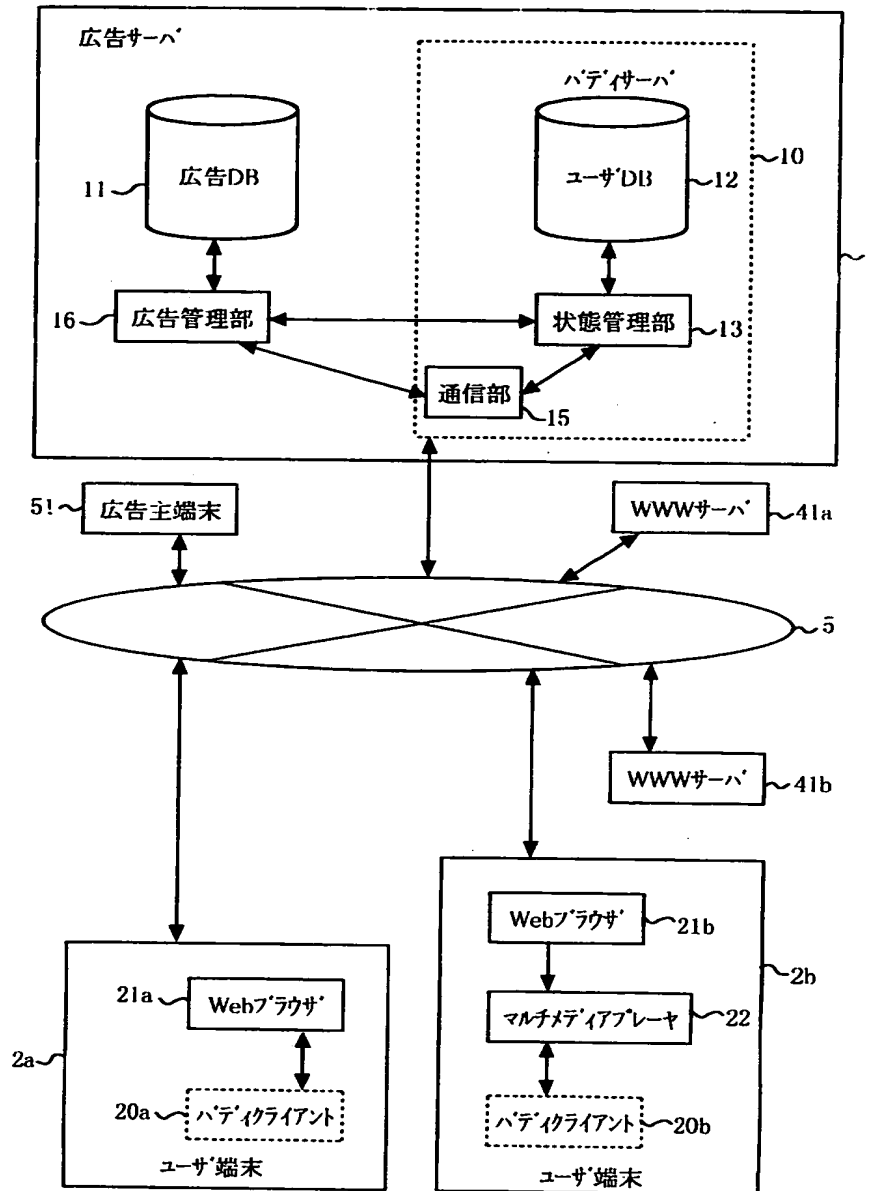 広告サーバ
バディサーバ
10
広告DB
11
ユーザDB
12
16
広告管理部
状態管理部
13
通信部
15
51
広告主端末
WWWサーバ
41a
5
WWWサーバ
41b
Webブラウザ
21b
2b
21a
Webブラウザ
マルチメディアプレーヤ
22
2a
20a
バディクライアント
バディクライアント
20b
ユーザ端末
ユーザ端末